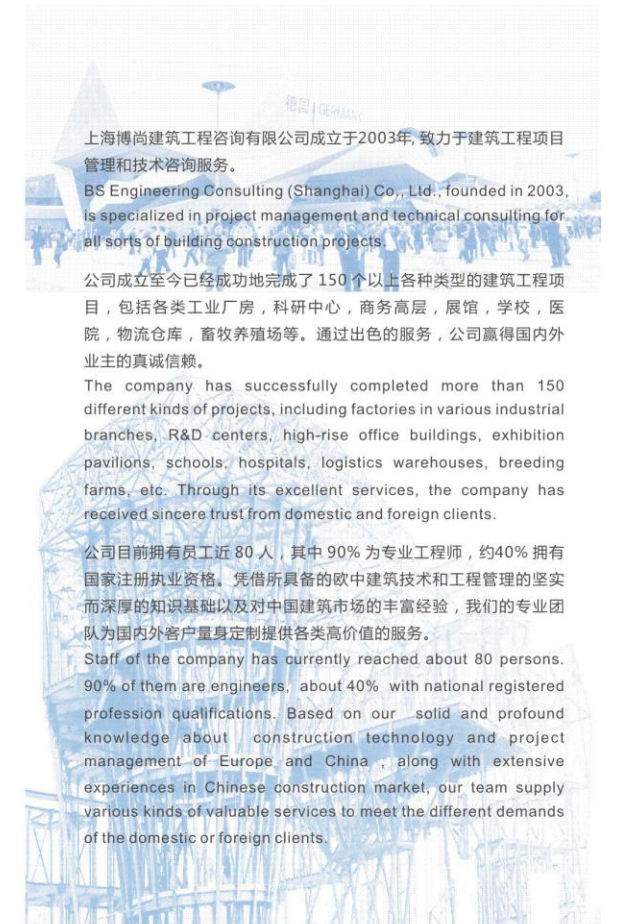 德国 | GERMANY
上海博尚建筑工程咨询有限公司成立于2003年, 致力于建筑工程项目
管理和技术咨询服务。
BS Engineering Consulting (Shanghai) Co., Ltd., founded in 2003,
is specialized in project management and technical consulting for
all sorts of building construction projects.
公司成立至今已经成功地完成了 150 个以上各种类型的建筑工程项
目，包括各类工业厂房，科研中心，商务高层，展馆，学校，医
院，物流仓库，畜牧养殖场等。通过出色的服务，公司赢得国内外
业主的真诚信赖。
The company has successfully completed more than 150
different kinds of projects, including factories in various industrial
branches, R&D centers, high-rise office buildings, exhibition
pavilions, schools, hospitals, logistics warehouses, breeding
farms, etc. Through its excellent services, the company has
received sincere trust from domestic and foreign clients.
公司目前拥有员工近 80 人，其中 90% 为专业工程师，约40% 拥有
国家注册执业资格。凭借所具备的欧中建筑技术和工程管理的坚实
而深厚的知识基础以及对中国建筑市场的丰富经验，我们的专业团
队为国内外客户量身定制提供各类高价值的服务。
Staff of the company has currently reached about 80 persons.
90% of them are engineers, about 40% with national registered
profession qualifications. Based on our solid and profound
knowledge about construction technology and project
management of Europe and China , along with extensive
experiences in Chinese construction market, our team supply
various kinds of valuable services to meet the different demands
of the domestic or foreign clients.